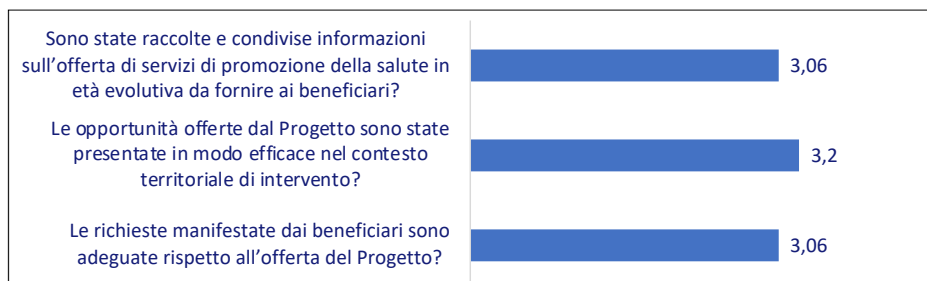 Sono state raccolte e condivise informazioni
sull'offerta di servizi di promozione della salute in
età evolutiva da fornire ai beneficiari?
3,06
Le opportunità offerte dal Progetto sono state
presentate in modo efficace nel contesto
territoriale di intervento?
3,2
Le richieste manifestate dai beneficiari sono
adeguate rispetto all'offerta del Progetto?
3,06